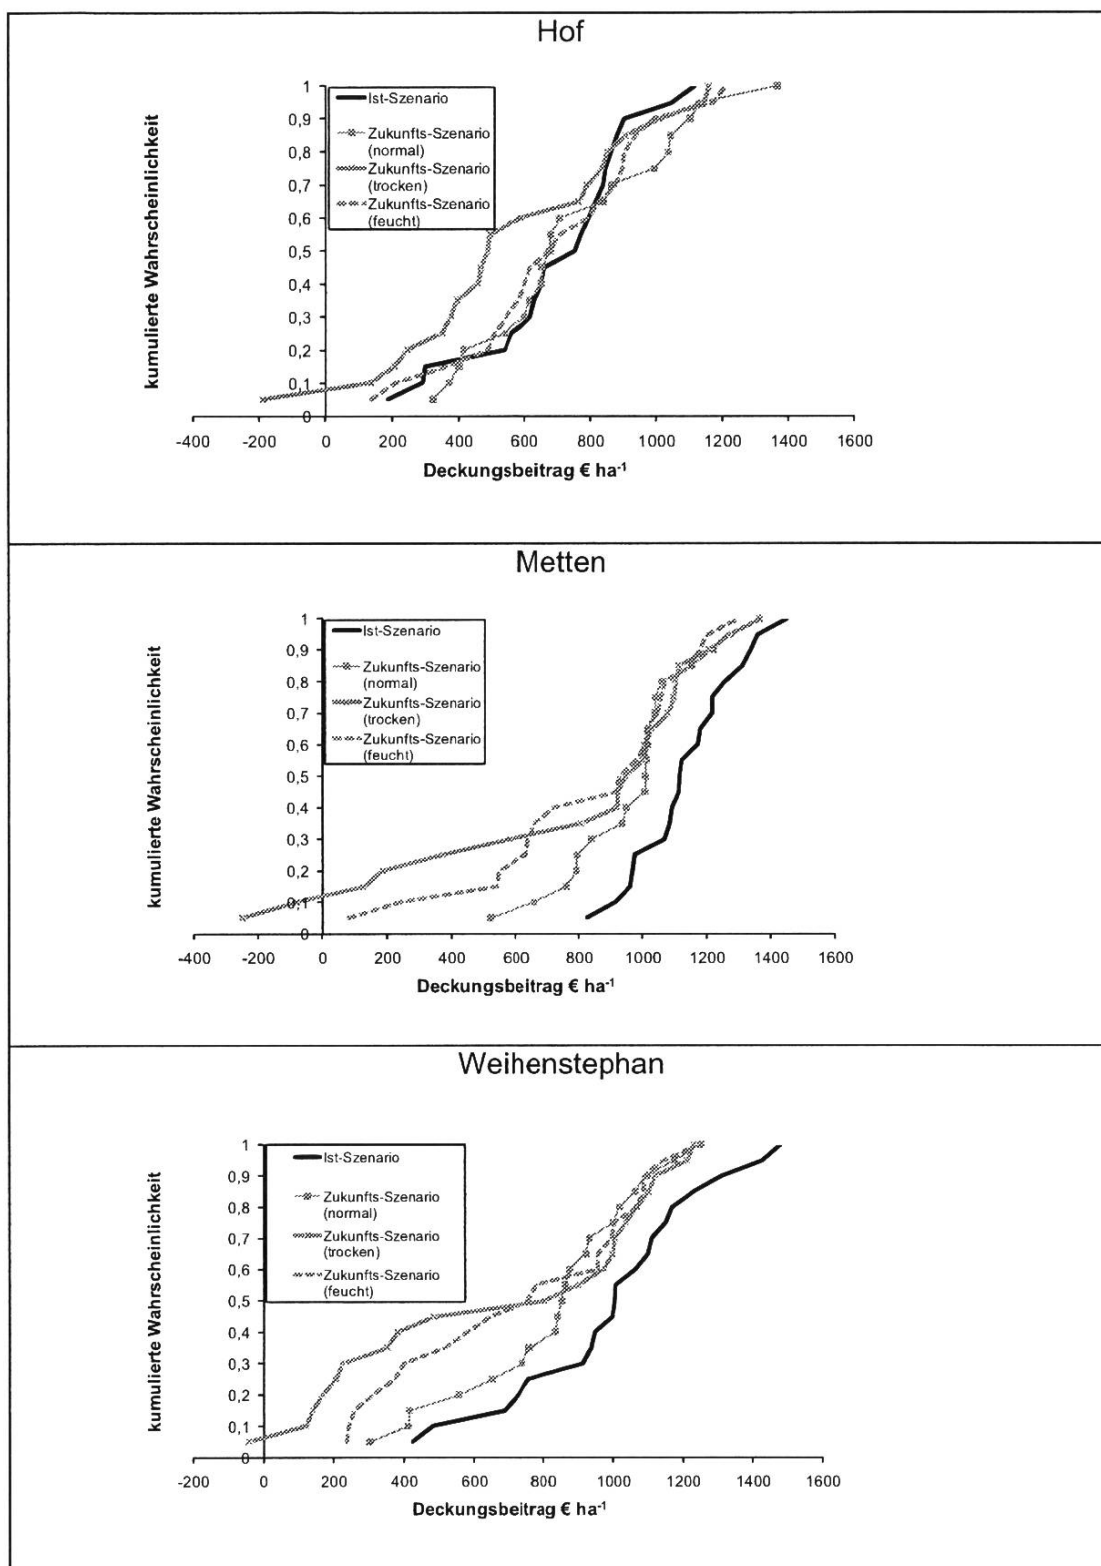 Hof
kumulierte Wahrscheinlichkeit
1
0,9
0,8
0,7
0,6
0,5
0,4
0,3
0,2
0,1
0
Ist-Szenario
Zukunfts-Szenario
(normal)
Zukunfts-Szenario
(trocken)
Zukunfts-Szenario
(feucht)
-400 -200 0 200 400 600 800 1000 1200 1400 1600
Deckungsbeitrag € ha⁻¹
Metten
kumulierte Wahrscheinlichkeit
1
0,9
0,8
0,7
0,6
0,5
0,4
0,3
0,2
0,1
0
Ist-Szenario
Zukunfts-Szenario
(normal)
Zukunfts-Szenario
(trocken)
Zukunfts-Szenario
(feucht)
-400 -200 0 200 400 600 800 1000 1200 1400 1600
Deckungsbeitrag € ha⁻¹
Weihenstephan
kumulierte Wahrscheinlichkeit
1
0,9
0,8
0,7
0,6
0,5
0,4
0,3
0,2
0,1
0
Ist-Szenario
Zukunfts-Szenario
(normal)
Zukunfts-Szenario
(trocken)
Zukunfts-Szenario
(feucht)
-200 0 200 400 600 800 1000 1200 1400 1600
Deckungsbeitrag € ha⁻¹